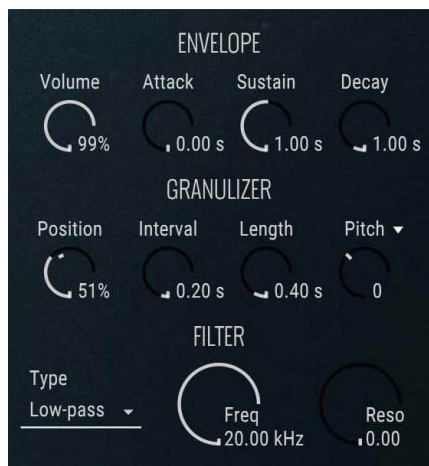 ENVELOPE
Volume Attack Sustain Decay
99% 0.00 s 1.00 s 1.00 s
GRANULIZER
Position Interval Length Pitch
51% 0.20 s 0.40 s 0
FILTER
Type
Low-pass
Freq Reso
20.00 kHz 0.00